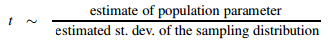 t ~ estimate of population parameter
estimated st. dev. of the sampling distribution